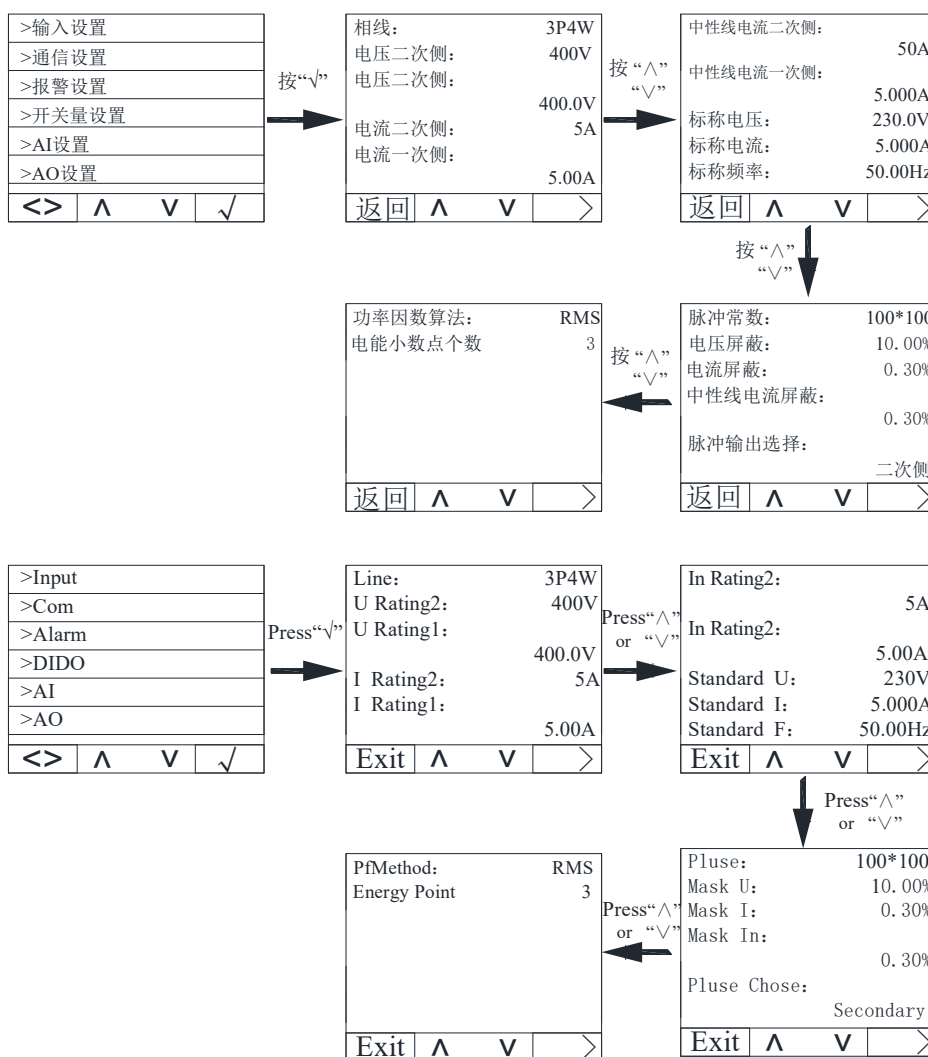 >输入设置
>通信设置
>报警设置
>开关量设置
>AI设置
>AO设置
<> ∧ ∨ √
按“√”
相线: 3P4W
电压二次侧: 400V
电压二次侧:
400.0V
电流二次侧: 5A
电流一次侧:
5.00A
返回 ∧ ∨ >
按“∧”
“∨”
中性线电流二次侧:
50A
中性线电流一次侧:
5.000A
标称电压: 230.0V
标称电流: 5.000A
标称频率: 50.00Hz
返回 ∧ ∨ >
按“∧”
“∨”
脉冲常数: 100*100
电压屏蔽: 10.00%
电流屏蔽: 0.30%
中性线电流屏蔽:
0.30%
脉冲输出选择:
二次侧
返回 ∧ ∨ >
按“∧”
“∨”
功率因数算法: RMS
电能小数点个数 3
返回 ∧ ∨ >
>Input
>Com
>Alarm
>DIDO
>AI
>AO
<> ∧ ∨ √
Press“√”
Line: 3P4W
U Rating2: 400V
U Rating1:
400.0V
I Rating2: 5A
I Rating1:
5.00A
Exit ∧ ∨ >
Press“∧”
or “∨”
In Rating2:
5A
In Rating2:
5.00A
Standard U: 230V
Standard I: 5.000A
Standard F: 50.00Hz
Exit ∧ ∨ >
Press“∧”
or “∨”
Pluse: 100*100
Mask U: 10.00%
Mask I: 0.30%
Mask In:
0.30%
Pluse Chose:
Secondary
Exit ∧ ∨ >
Press“∧”
or “∨”
PfMethod: RMS
Energy Point 3
Exit ∧ ∨ >